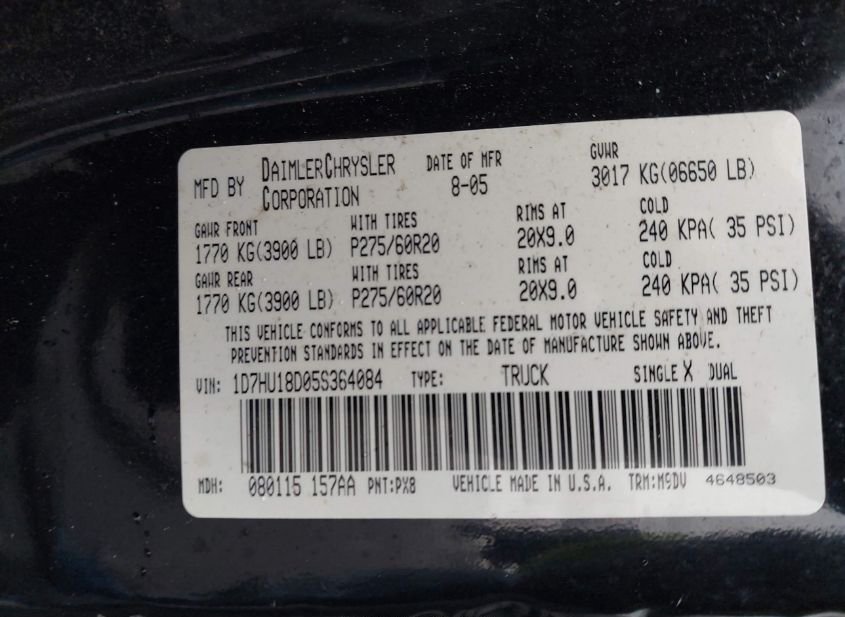 MFD BY DAIMLERCHRYSLER CORPORATION DATE OF MFR 8-05 GVWR 3017 KG(06650 LB)
GAWR FRONT WITH TIRES RIMS AT COLD
1770 KG(3900 LB) P275/60R20 20X9.0 240 KPA( 35 PSI)
GAWR REAR WITH TIRES RIMS AT COLD
1770 KG(3900 LB) P275/60R20 20X9.0 240 KPA( 35 PSI)
THIS VEHICLE CONFORMS TO ALL APPLICABLE FEDERAL MOTOR VEHICLE SAFETY AND THEFT
PREVENTION STANDARDS IN EFFECT ON THE DATE OF MANUFACTURE SHOWN ABOVE.
VIN: 1D7HU18D05S364084 TYPE: TRUCK SINGLE X DUAL
MDH: 080115 157AA PNT:PX8 VEHICLE MADE IN U.S.A. TRM:M9DV 4648503